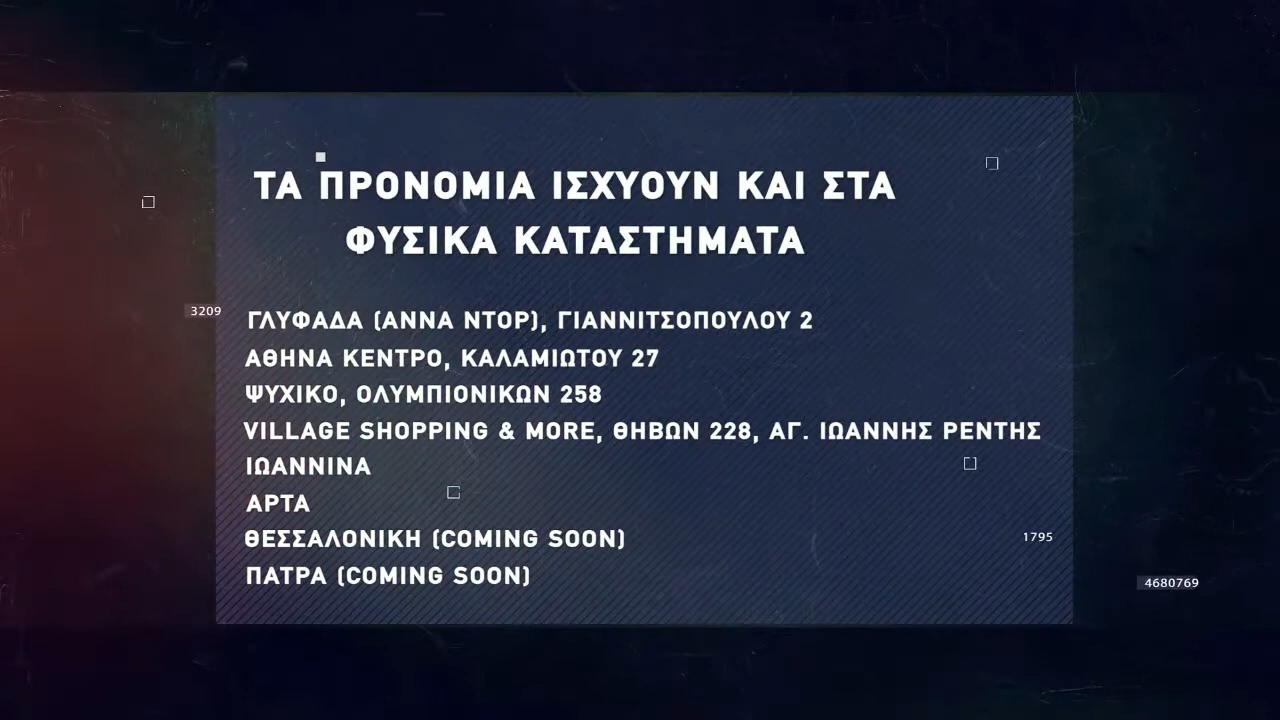 ΤΑ ΠΡΟΝΟΜΙΑ ΙΣΧΥΟΥΝ ΚΑΙ ΣΤΑ
ΦΥΣΙΚΑ ΚΑΤΑΣΤΗΜΑΤΑ
3209
ΓΛΥΦΑΔΑ (ΑΝΝΑ ΝΤΟΡ), ΓΙΑΝΝΙΤΣΟΠΟΥΛΟΥ 2
ΑΘΗΝΑ ΚΕΝΤΡΟ, ΚΑΛΑΜΙΩΤΟΥ 27
ΨΥΧΙΚΟ, ΟΛΥΜΠΙΟΝΙΚΩΝ 258
VILLAGE SHOPPING & MORE, ΘΗΒΩΝ 228, ΑΓ. ΙΩΑΝΝΗΣ ΡΕΝΤΗΣ
ΙΩΑΝΝΙΝΑ
ΑΡΤΑ
ΘΕΣΣΑΛΟΝΙΚΗ (COMING SOON)
1795
ΠΑΤΡΑ (COMING SOON)
4680769